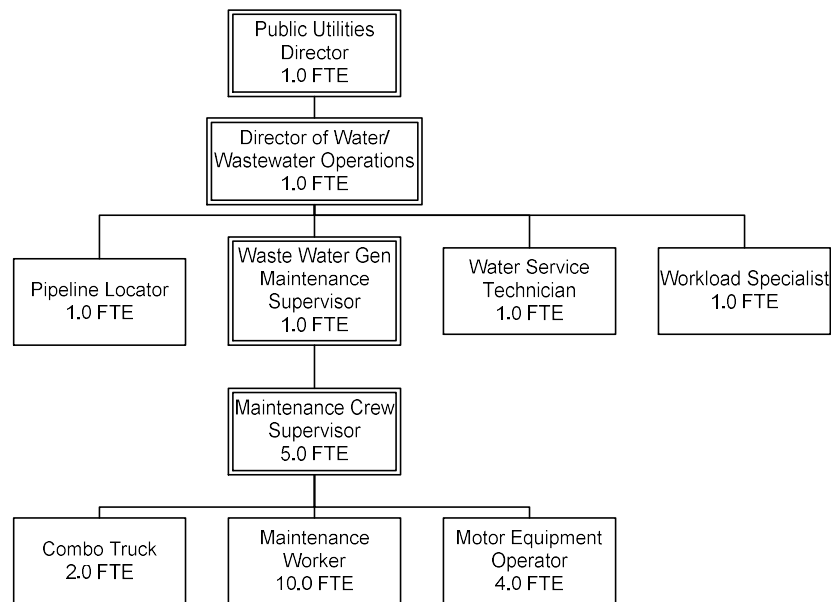 Public Utilities
Director
1.0 FTE
Director of Water/
Wastewater Operations
1.0 FTE
Pipeline Locator
1.0 FTE
Waste Water Gen
Maintenance
Supervisor
1.0 FTE
Water Service
Technician
1.0 FTE
Workload Specialist
1.0 FTE
Maintenance Crew
Supervisor
5.0 FTE
Combo Truck
2.0 FTE
Maintenance
Worker
10.0 FTE
Motor Equipment
Operator
4.0 FTE